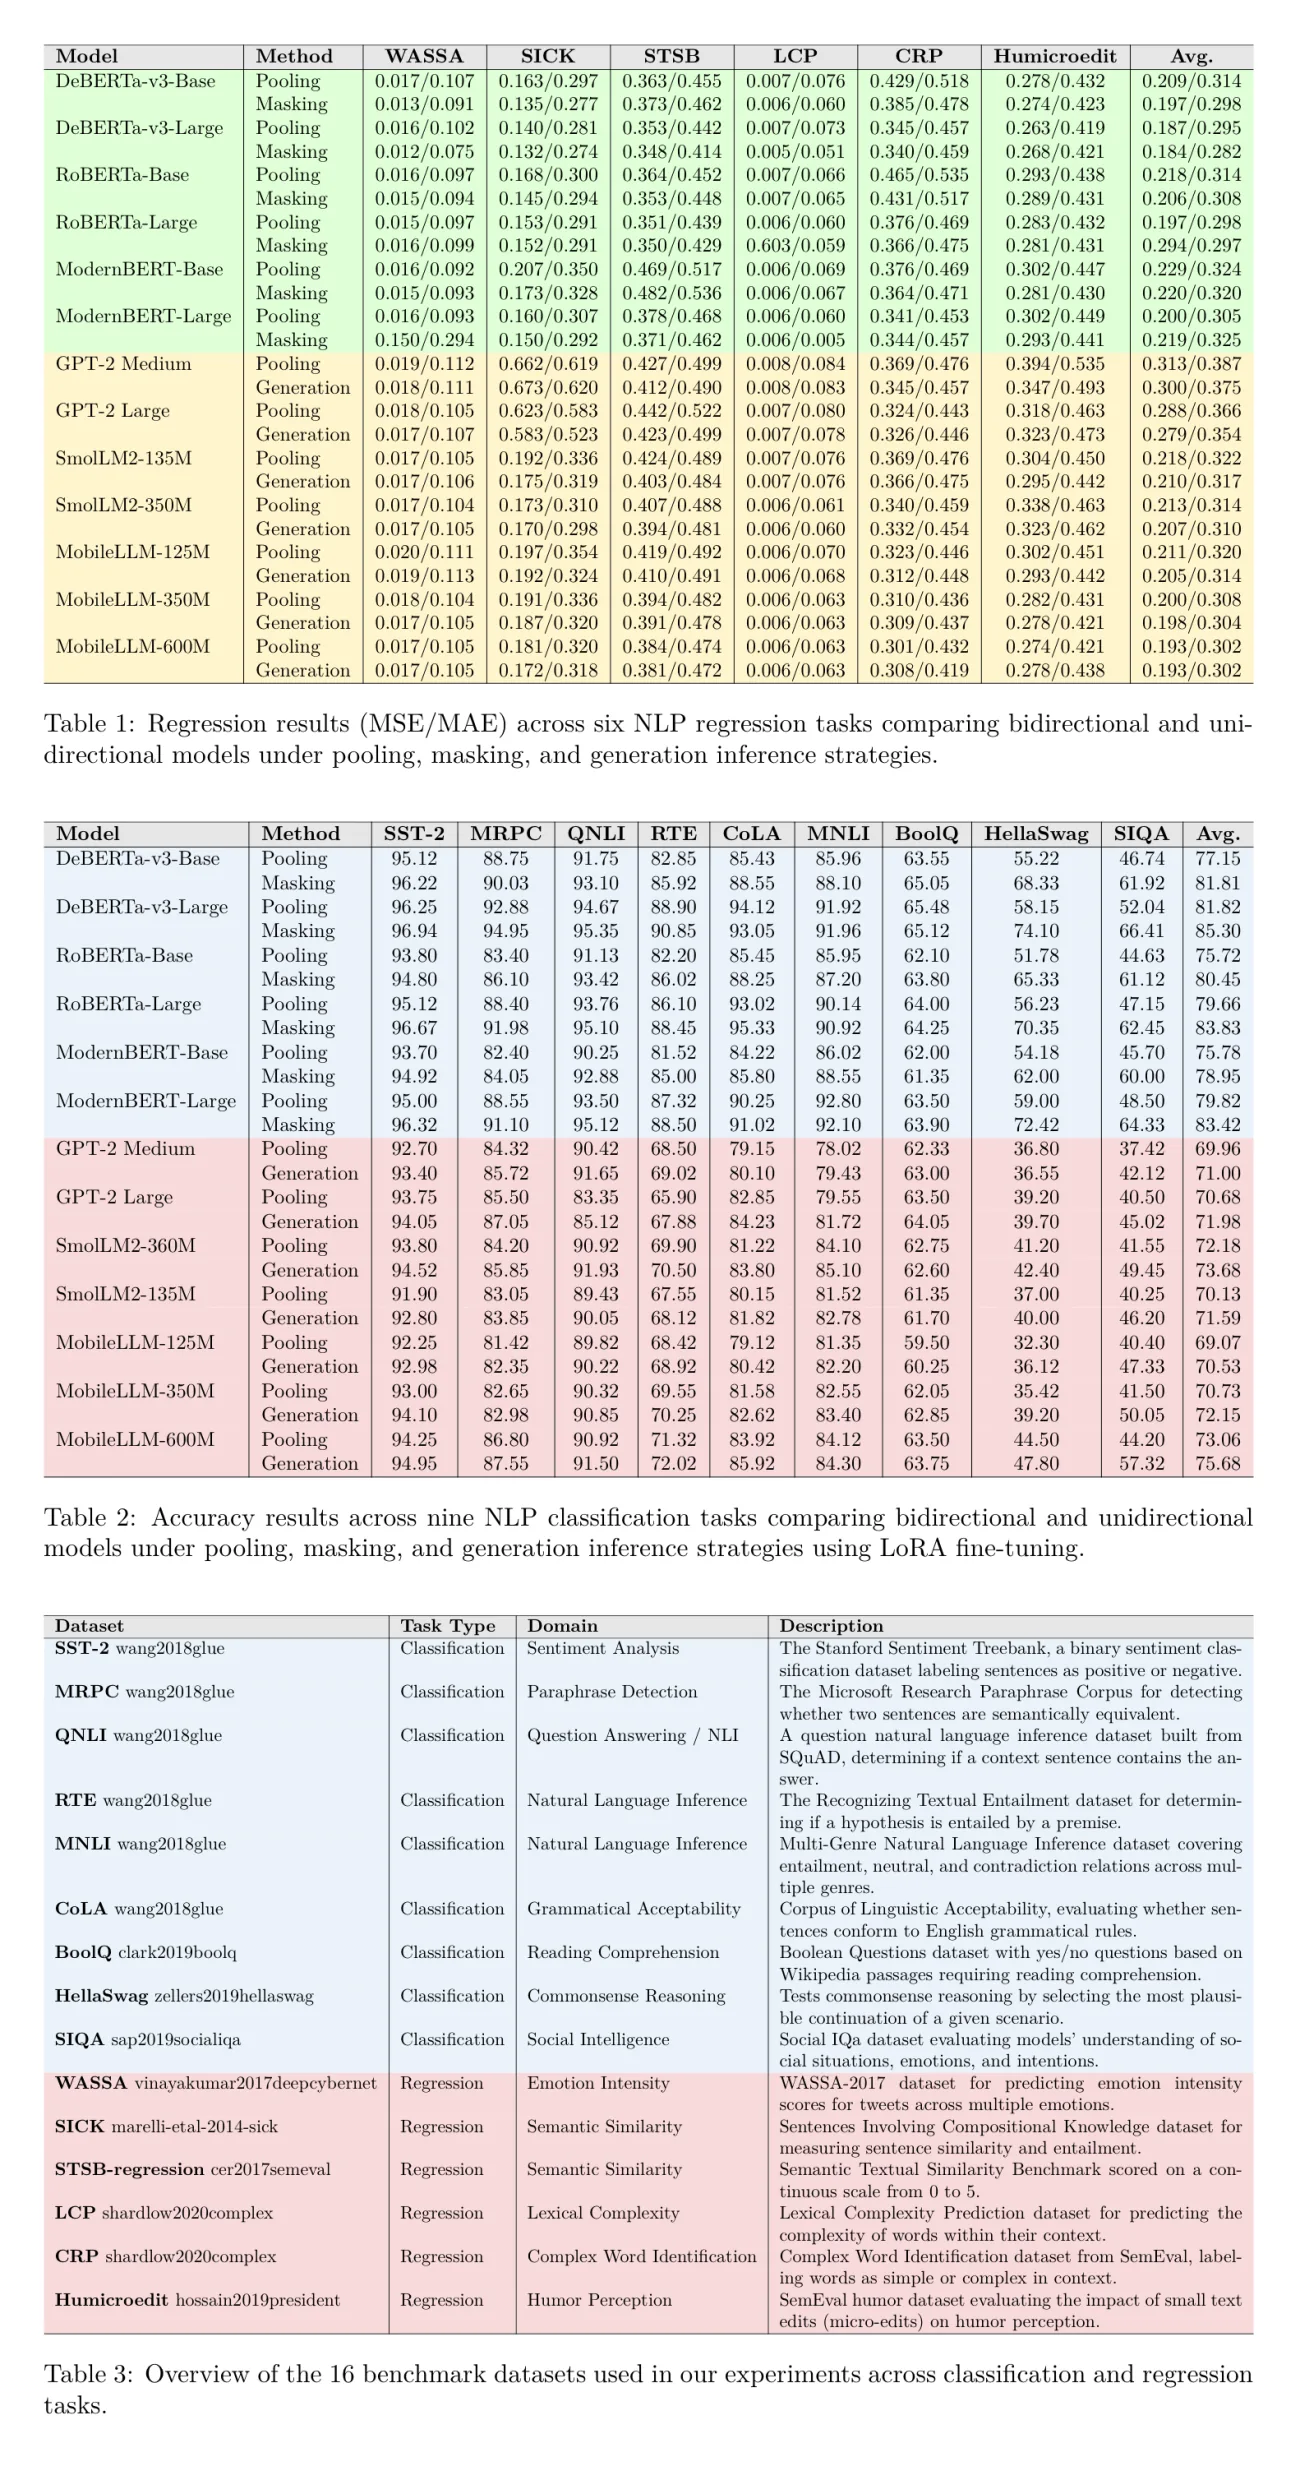 Model Method WASSA SICK STSB LCP CRP Humicroedit Avg.
DeBERTa-v3-Base Pooling 0.017/0.107 0.163/0.297 0.363/0.455 0.007/0.076 0.429/0.518 0.278/0.432 0.209/0.314
Masking 0.013/0.091 0.135/0.277 0.373/0.462 0.006/0.060 0.385/0.478 0.274/0.423 0.197/0.298
DeBERTa-v3-Large Pooling 0.016/0.102 0.140/0.281 0.353/0.442 0.007/0.073 0.345/0.457 0.263/0.419 0.187/0.295
Masking 0.012/0.075 0.132/0.274 0.348/0.414 0.005/0.051 0.340/0.459 0.268/0.421 0.184/0.282
RoBERTa-Base Pooling 0.016/0.097 0.168/0.300 0.364/0.452 0.007/0.066 0.465/0.535 0.293/0.438 0.218/0.314
Masking 0.015/0.094 0.145/0.294 0.353/0.448 0.007/0.065 0.431/0.517 0.289/0.431 0.206/0.308
RoBERTa-Large Pooling 0.015/0.097 0.153/0.291 0.351/0.439 0.006/0.060 0.376/0.469 0.283/0.432 0.197/0.298
Masking 0.016/0.099 0.152/0.291 0.350/0.429 0.603/0.059 0.366/0.475 0.281/0.431 0.294/0.297
ModernBERT-Base Pooling 0.016/0.092 0.207/0.350 0.469/0.517 0.006/0.069 0.376/0.469 0.302/0.447 0.229/0.324
Masking 0.015/0.093 0.173/0.328 0.482/0.536 0.006/0.067 0.364/0.471 0.281/0.430 0.220/0.320
ModernBERT-Large Pooling 0.016/0.093 0.160/0.307 0.378/0.468 0.006/0.060 0.341/0.453 0.302/0.449 0.200/0.305
Masking 0.150/0.294 0.150/0.292 0.371/0.462 0.006/0.005 0.344/0.457 0.293/0.441 0.219/0.325
GPT-2 Medium Pooling 0.019/0.112 0.662/0.619 0.427/0.499 0.008/0.084 0.369/0.476 0.394/0.535 0.313/0.387
Generation 0.018/0.111 0.673/0.620 0.412/0.490 0.008/0.083 0.345/0.457 0.347/0.493 0.300/0.375
GPT-2 Large Pooling 0.018/0.105 0.623/0.583 0.442/0.522 0.007/0.080 0.324/0.443 0.318/0.463 0.288/0.366
Generation 0.017/0.107 0.583/0.523 0.423/0.499 0.007/0.078 0.326/0.446 0.323/0.473 0.279/0.354
SmolLM2-135M Pooling 0.017/0.105 0.192/0.336 0.424/0.489 0.007/0.076 0.369/0.476 0.304/0.450 0.218/0.322
Generation 0.017/0.106 0.175/0.319 0.403/0.484 0.007/0.076 0.366/0.475 0.295/0.442 0.210/0.317
SmolLM2-350M Pooling 0.017/0.104 0.173/0.310 0.407/0.488 0.006/0.061 0.340/0.459 0.338/0.463 0.213/0.314
Generation 0.017/0.105 0.170/0.298 0.394/0.481 0.006/0.060 0.332/0.454 0.323/0.462 0.207/0.310
MobileLLM-125M Pooling 0.020/0.111 0.197/0.354 0.419/0.492 0.006/0.070 0.323/0.446 0.302/0.451 0.211/0.320
Generation 0.019/0.113 0.192/0.324 0.410/0.491 0.006/0.068 0.312/0.448 0.293/0.442 0.205/0.314
MobileLLM-350M Pooling 0.018/0.104 0.191/0.336 0.394/0.482 0.006/0.063 0.310/0.436 0.282/0.431 0.200/0.308
Generation 0.017/0.105 0.187/0.320 0.391/0.478 0.006/0.063 0.309/0.437 0.278/0.421 0.198/0.304
MobileLLM-600M Pooling 0.017/0.105 0.181/0.320 0.384/0.474 0.006/0.063 0.301/0.432 0.274/0.421 0.193/0.302
Generation 0.017/0.105 0.172/0.318 0.381/0.472 0.006/0.063 0.308/0.419 0.278/0.438 0.193/0.302
Table 1: Regression results (MSE/MAE) across six NLP regression tasks comparing bidirectional and uni-
directional models under pooling, masking, and generation inference strategies.
Model Method SST-2 MRPC QNLI RTE CoLA MNLI BoolQ HellaSwag SIQA Avg.
DeBERTa-v3-Base Pooling 95.12 88.75 91.75 82.85 85.43 85.96 63.55 55.22 46.74 77.15
Masking 96.22 90.03 93.10 85.92 88.55 88.10 65.05 68.33 61.92 81.81
DeBERTa-v3-Large Pooling 96.25 92.88 94.67 88.90 94.12 91.92 65.48 58.15 52.04 81.82
Masking 96.94 94.95 95.35 90.85 93.05 91.96 65.12 74.10 66.41 85.30
RoBERTa-Base Pooling 93.80 83.40 91.13 82.20 85.45 85.95 62.10 51.78 44.63 75.72
Masking 94.80 86.10 93.42 86.02 88.25 87.20 63.80 65.33 61.12 80.45
RoBERTa-Large Pooling 95.12 88.40 93.76 86.10 93.02 90.14 64.00 56.23 47.15 79.66
Masking 96.67 91.98 95.10 88.45 95.33 90.92 64.25 70.35 62.45 83.83
ModernBERT-Base Pooling 93.70 82.40 90.25 81.52 84.22 86.02 62.00 54.18 45.70 75.78
Masking 94.92 84.05 92.88 85.00 85.80 88.55 61.35 62.00 60.00 78.95
ModernBERT-Large Pooling 95.00 88.55 93.50 87.32 90.25 92.80 63.50 59.00 48.50 79.82
Masking 96.32 91.10 95.12 88.50 91.02 92.10 63.90 72.42 64.33 83.42
GPT-2 Medium Pooling 92.70 84.32 90.42 68.50 79.15 78.02 62.33 36.80 37.42 69.96
Generation 93.40 85.72 91.65 69.02 80.10 79.43 63.00 36.55 42.12 71.00
GPT-2 Large Pooling 93.75 85.50 83.35 65.90 82.85 79.55 63.50 39.20 40.50 70.68
Generation 94.05 87.05 85.12 67.88 84.23 81.72 64.05 39.70 45.02 71.98
SmolLM2-360M Pooling 93.80 84.20 90.92 69.90 81.22 84.10 62.75 41.20 41.55 72.18
Generation 94.52 85.85 91.93 70.50 83.80 85.10 62.60 42.40 49.45 73.68
SmolLM2-135M Pooling 91.90 83.05 89.43 67.55 80.15 81.52 61.35 37.00 40.25 70.13
Generation 92.80 83.85 90.05 68.12 81.82 82.78 61.70 40.00 46.20 71.59
MobileLLM-125M Pooling 92.25 81.42 89.82 68.42 79.12 81.35 59.50 32.30 40.40 69.07
Generation 92.98 82.35 90.22 68.92 80.42 82.20 60.25 36.12 47.33 70.53
MobileLLM-350M Pooling 93.00 82.65 90.32 69.55 81.58 82.55 62.05 35.42 41.50 70.73
Generation 94.10 82.98 90.85 70.25 82.62 83.40 62.85 39.20 50.05 72.15
MobileLLM-600M Pooling 94.25 86.80 90.92 71.32 83.92 84.12 63.50 44.50 44.20 73.06
Generation 94.95 87.55 91.50 72.02 85.92 84.30 63.75 47.80 57.32 75.68
Table 2: Accuracy results across nine NLP classification tasks comparing bidirectional and unidirectional
models under pooling, masking, and generation inference strategies using LoRA fine-tuning.
Dataset Task Type Domain Description
SST-2 wang2018glue Classification Sentiment Analysis The Stanford Sentiment Treebank, a binary sentiment clas-
sification dataset labeling sentences as positive or negative.
MRPC wang2018glue Classification Paraphrase Detection The Microsoft Research Paraphrase Corpus for detecting
whether two sentences are semantically equivalent.
QNLI wang2018glue Classification Question Answering / NLI A question natural language inference dataset built from
SQuAD, determining if a context sentence contains the an-
swer.
RTE wang2018glue Classification Natural Language Inference The Recognizing Textual Entailment dataset for determin-
ing if a hypothesis is entailed by a premise.
MNLI wang2018glue Classification Natural Language Inference Multi-Genre Natural Language Inference dataset covering
entailment, neutral, and contradiction relations across mul-
tiple genres.
CoLA wang2018glue Classification Grammatical Acceptability Corpus of Linguistic Acceptability, evaluating whether sen-
tences conform to English grammatical rules.
BoolQ clark2019boolq Classification Reading Comprehension Boolean Questions dataset with yes/no questions based on
Wikipedia passages requiring reading comprehension.
HellaSwag zellers2019hellaswag Classification Commonsense Reasoning Tests commonsense reasoning by selecting the most plausi-
ble continuation of a given scenario.
SIQA sap2019socialiqa Classification Social Intelligence Social IQa dataset evaluating models' understanding of so-
cial situations, emotions, and intentions.
WASSA vinayakumar2017deepcybernet Regression Emotion Intensity WASSA-2017 dataset for predicting emotion intensity
scores for tweets across multiple emotions.
SICK marelli-etal-2014-sick Regression Semantic Similarity Sentences Involving Compositional Knowledge dataset for
measuring sentence similarity and entailment.
STSB-regression cer2017semeval Regression Semantic Similarity Semantic Textual Similarity Benchmark scored on a con-
tinuous scale from 0 to 5.
LCP shardlow2020complex Regression Lexical Complexity Lexical Complexity Prediction dataset for predicting the
complexity of words within their context.
CRP shardlow2020complex Regression Complex Word Identification Complex Word Identification dataset from SemEval, label-
ing words as simple or complex in context.
Humicroedit hossain2019president Regression Humor Perception SemEval humor dataset evaluating the impact of small text
edits (micro-edits) on humor perception.
Table 3: Overview of the 16 benchmark datasets used in our experiments across classification and regression
tasks.